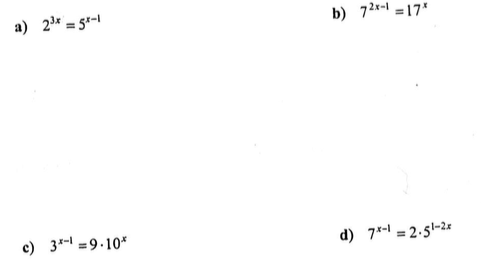 a) 2^{3x} = 5^{x-1}
b) 7^{2x-1} = 17^{x}
c) 3^{x-1} = 9·10^{x}
d) 7^{x-1} = 2·5^{1-2x}